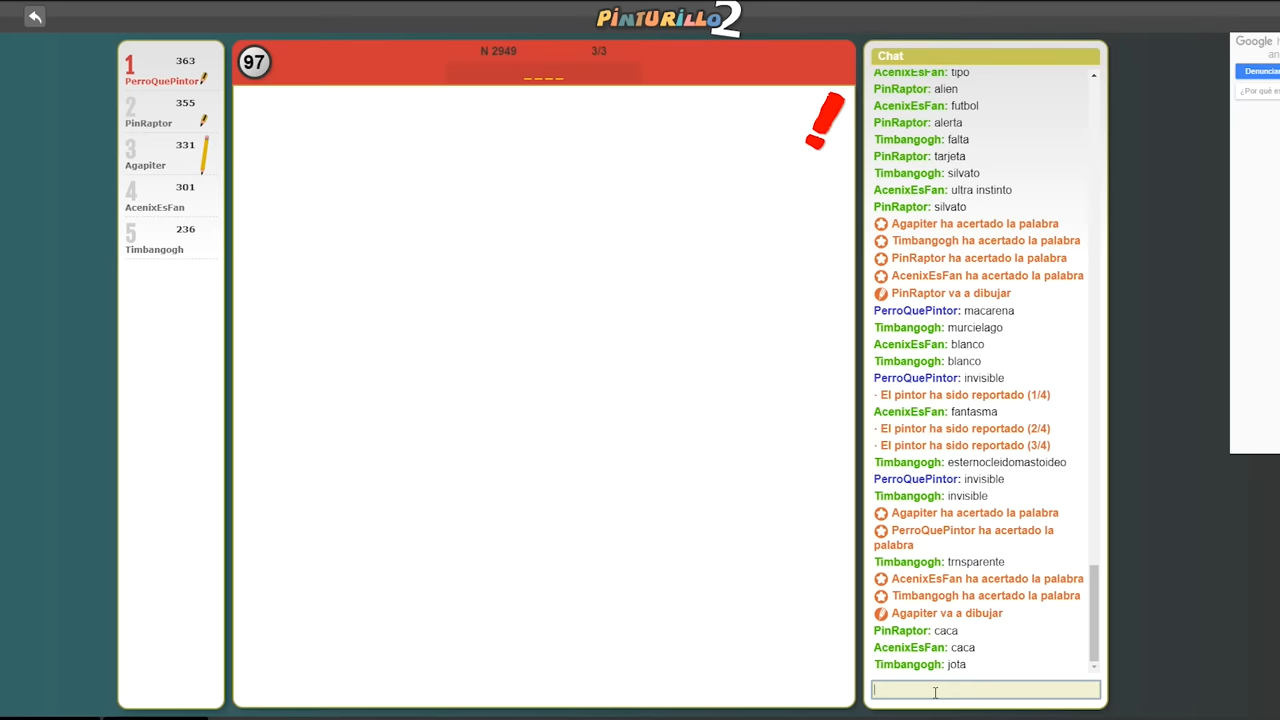 PINTURILLO 2
1 363
PerroQuePintor
2 355
PinRaptor
3 331
Agapiter
4 301
AcenixEsFan
5 236
Timbangogh
97
N 2949 3/3
_ _ _ _
!
Chat
AcenixEsFan: tipo
PinRaptor: alien
AcenixEsFan: futbol
PinRaptor: alerta
Timbangogh: falta
PinRaptor: tarjeta
Timbangogh: silvato
AcenixEsFan: ultra instinto
PinRaptor: silvato
Agapiter ha acertado la palabra
Timbangogh ha acertado la palabra
PinRaptor ha acertado la palabra
AcenixEsFan ha acertado la palabra
PinRaptor va a dibujar
PerroQuePintor: macarena
Timbangogh: murcielago
AcenixEsFan: blanco
Timbangogh: blanco
PerroQuePintor: invisible
- El pintor ha sido reportado (1/4)
AcenixEsFan: fantasma
- El pintor ha sido reportado (2/4)
- El pintor ha sido reportado (3/4)
Timbangogh: esternocleidomastoideo
PerroQuePintor: invisible
Timbangogh: invisible
Agapiter ha acertado la palabra
PerroQuePintor ha acertado la
palabra
Timbangogh: trnsparente
AcenixEsFan ha acertado la palabra
Timbangogh ha acertado la palabra
Agapiter va a dibujar
PinRaptor: caca
AcenixEsFan: caca
Timbangogh: jota
Google
an
Denunciar
¿Por qué es